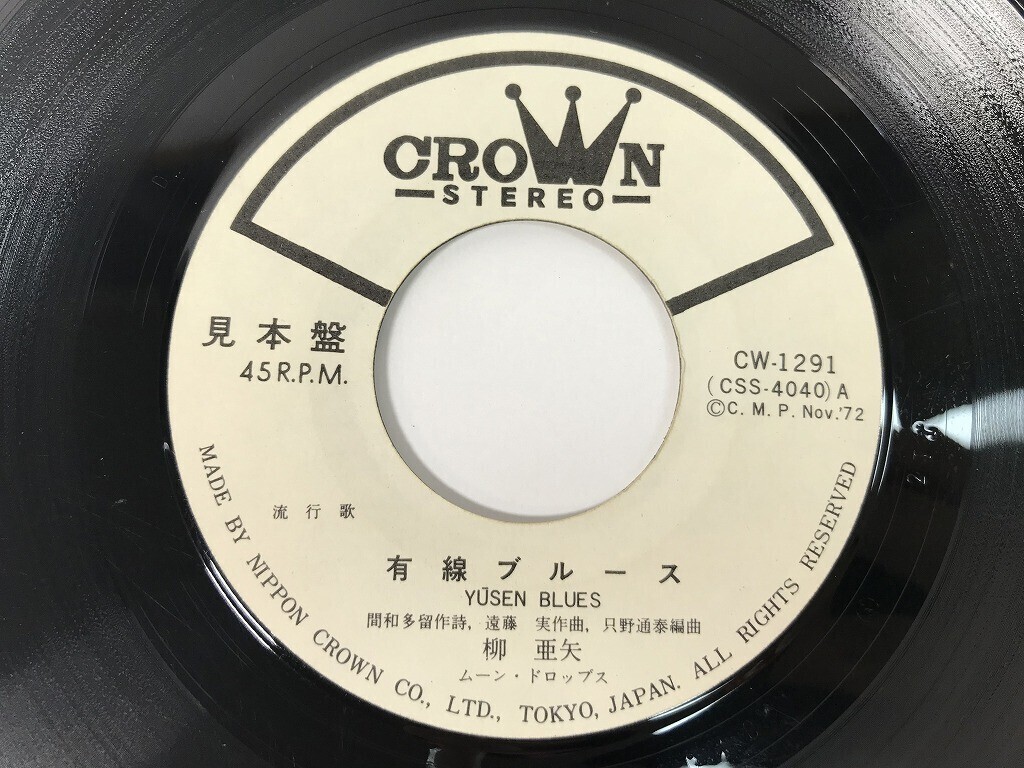 CROWN
STEREO
見本盤
45 R.P.M.
CW-1291
(CSS-4040) A
©C. M. P. Nov.'72
流行歌
有線ブルース
YŪSEN BLUES
間和多留作詩, 遠藤 実作曲, 只野通泰編曲
柳 亜矢
ムーン・ドロップス
MADE BY NIPPON CROWN CO., LTD., TOKYO, JAPAN. ALL RIGHTS RESERVED